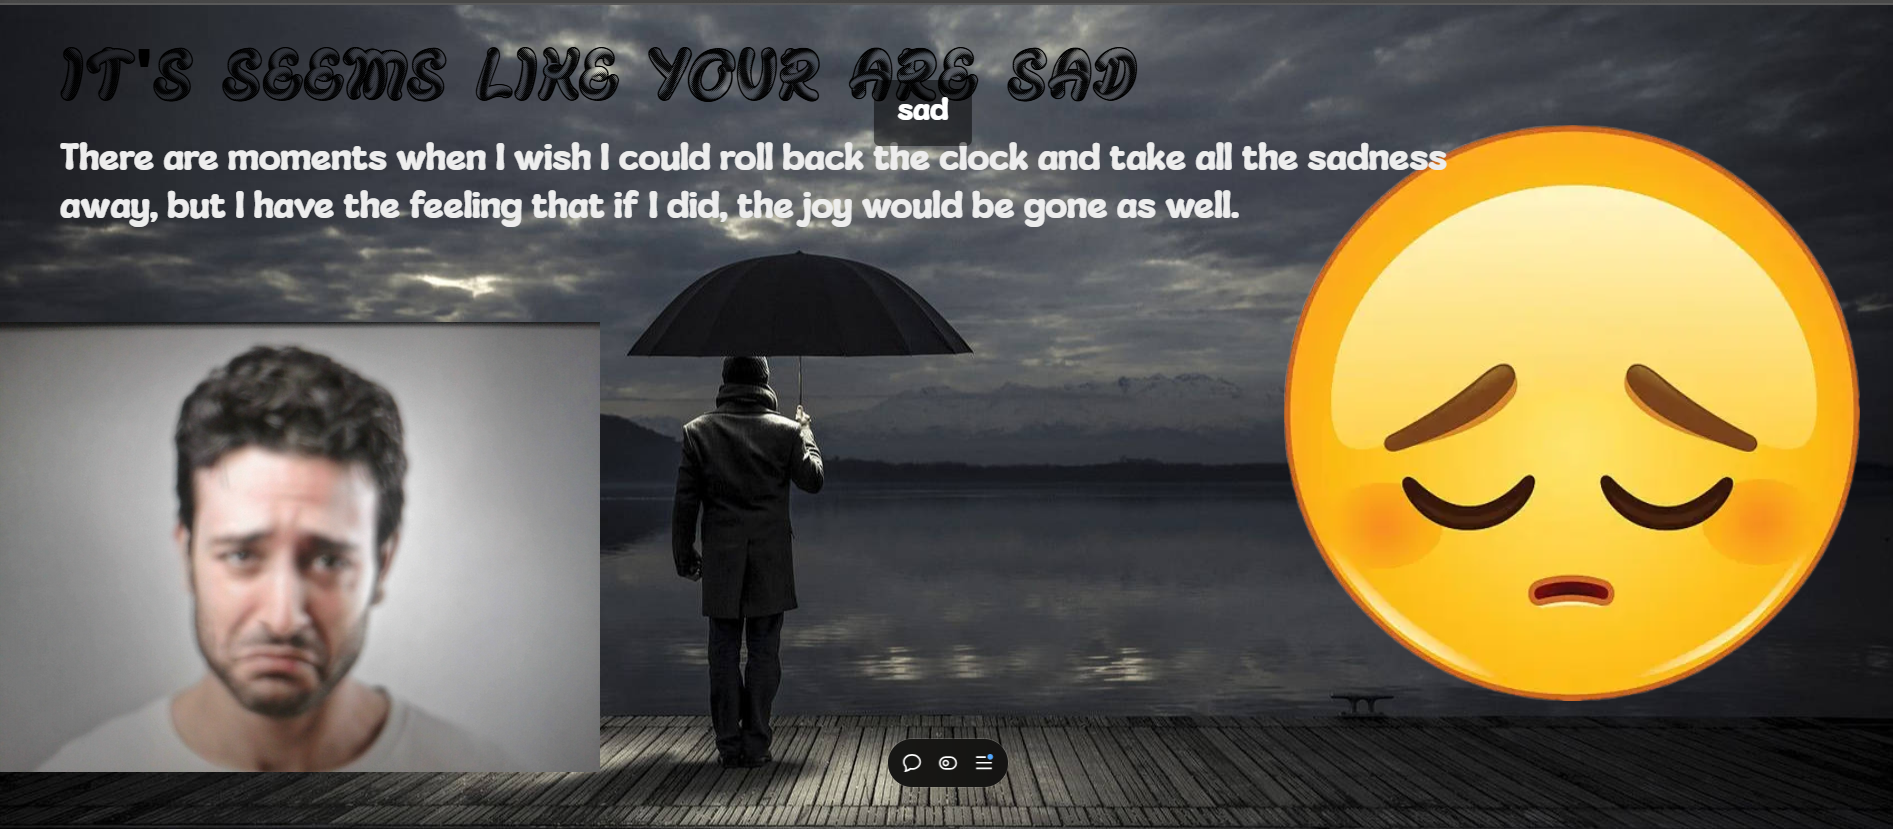 IT'S SEEMS LIKE YOUR ARE SAD
sad
There are moments when I wish I could roll back the clock and take all the sadness
away, but I have the feeling that if I did, the joy would be gone as well.